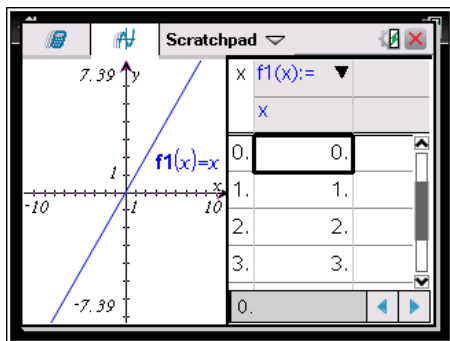 Scratchpad
7.39 y
f1(x)=x
1
x
-10
1
10
-7.39
x f1(x):=
x
0. 0.
1. 1.
2. 2.
3. 3.
0.